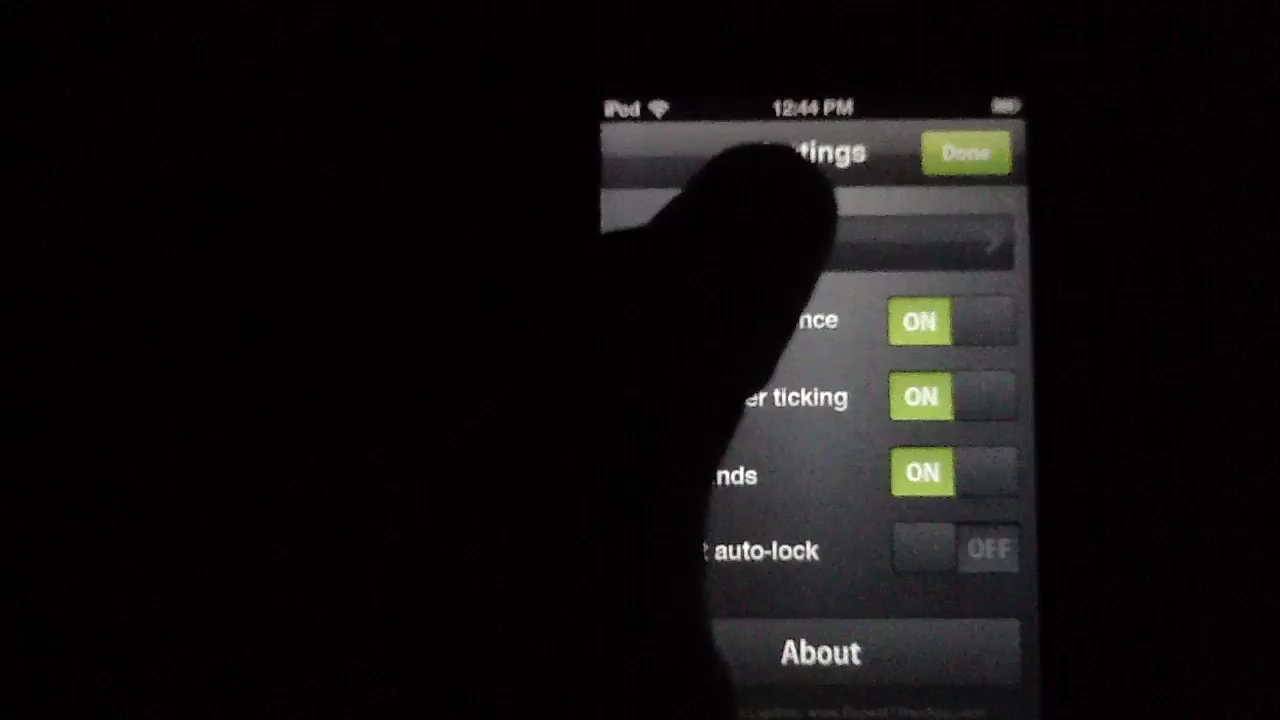 iPod 12:44 PM
tings Done
nce ON
er ticking ON
nds ON
auto-lock OFF
About